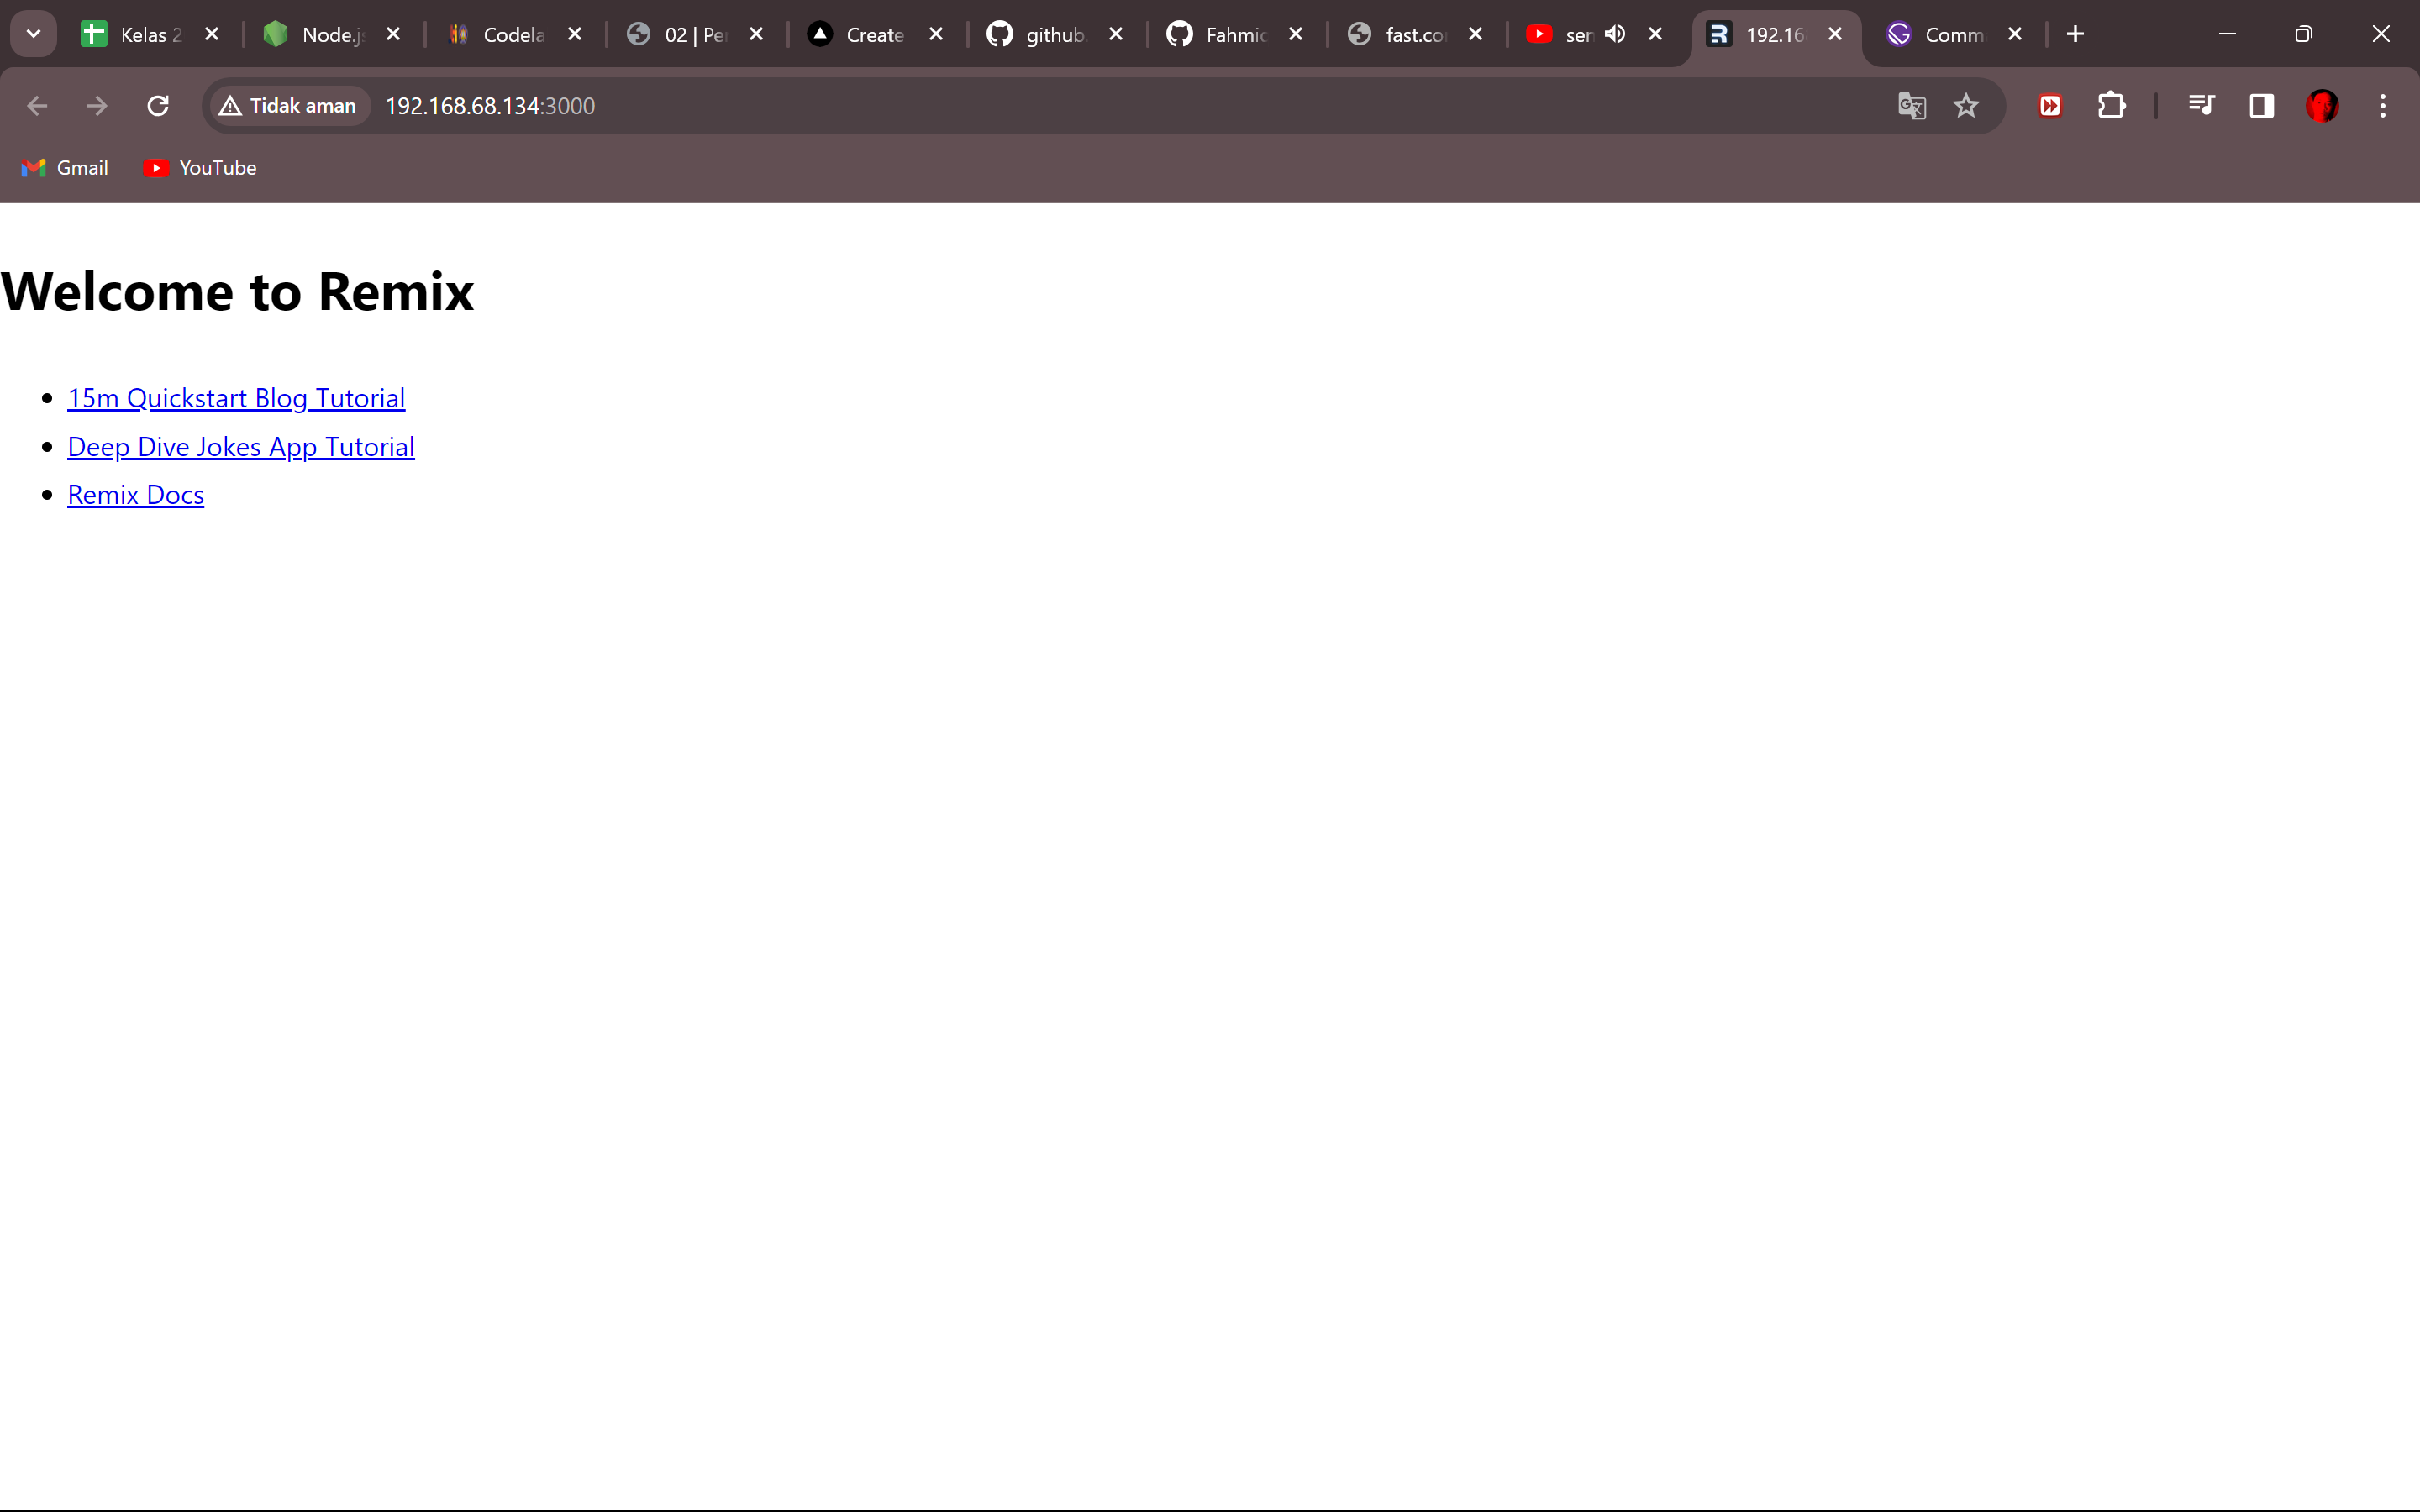 Kelas 2
Node.js
Codela
02 | Pe
Create
github.
Fahmi
fast.co
ser
192.16
Comm
Tidak aman
192.168.68.134:3000
Gmail
YouTube
Welcome to Remix
15m Quickstart Blog Tutorial
Deep Dive Jokes App Tutorial
Remix Docs